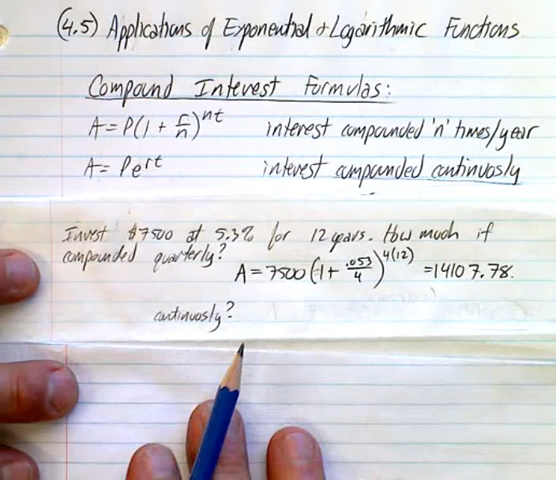 (4.5) Applications of Exponential & Logarithmic Functions
Compound Interest Formulas:
A = P(1 + r/n)^nt interest compounded 'n' times/year
A = Pe^rt interest compounded continuosly
Invest $7500 at 5.3% for 12 years. How much if
compounded quarterly? A = 7500 (1 + .053/4)^4(12) = 14107.78.
continuosly?